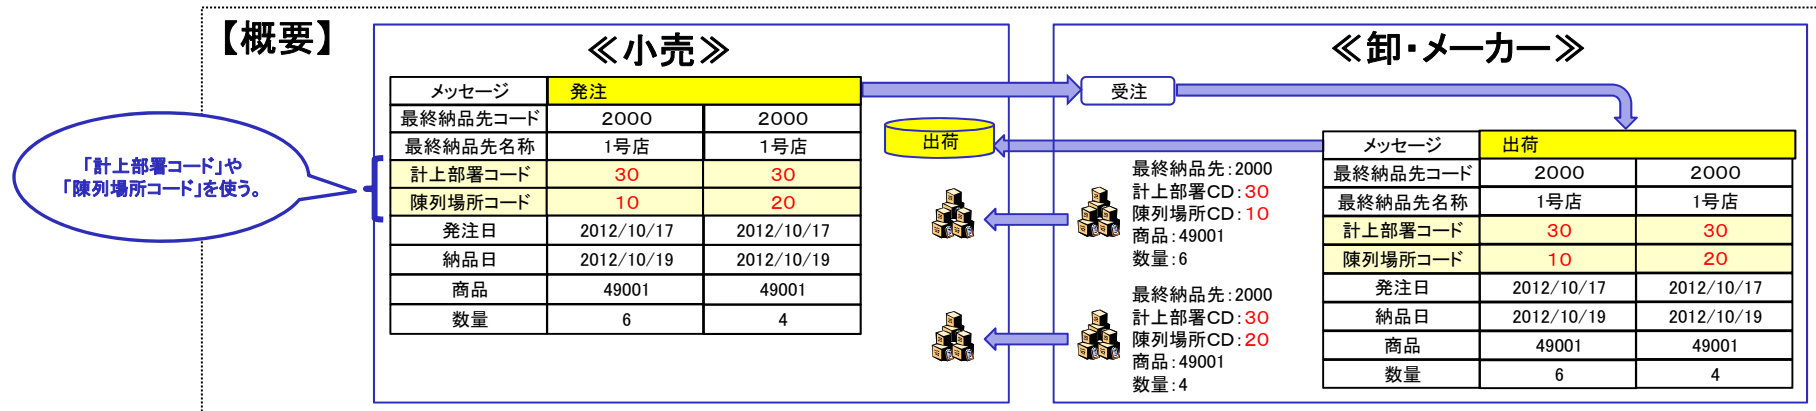 【概要】
≪小売≫
≪卸・メーカー≫
「計上部署コード」や
「陳列場所コード」を使う。
メッセージ 発注
最終納品先コード 2000 2000
最終納品先名称 1号店 1号店
計上部署コード 30 30
陳列場所コード 10 20
発注日 2012/10/17 2012/10/17
納品日 2012/10/19 2012/10/19
商品 49001 49001
数量 6 4
受注
出荷
最終納品先:2000
計上部署CD:30
陳列場所CD:10
商品:49001
数量:6
最終納品先:2000
計上部署CD:30
陳列場所CD:20
商品:49001
数量:4
メッセージ 出荷
最終納品先コード 2000 2000
最終納品先名称 1号店 1号店
計上部署コード 30 30
陳列場所コード 10 20
発注日 2012/10/17 2012/10/17
納品日 2012/10/19 2012/10/19
商品 49001 49001
数量 6 4